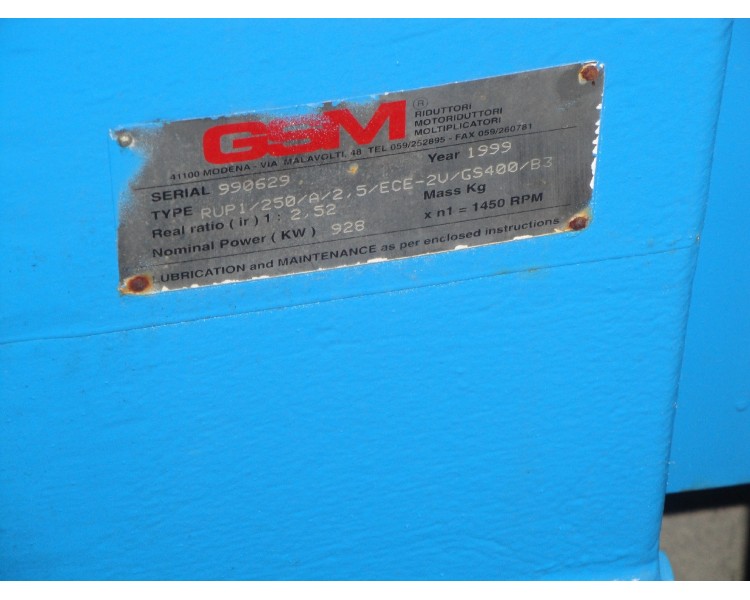 GSM ®
RIDUTTORI
MOTORIDUTTORI
MOLTIPLICATORI
41100 MODENA - VIA MALAVOLTI, 48 TEL.059/252895 - FAX 059/260781
SERIAL 990629 Year 1999
TYPE RUP1/250/A/2,5/ECE-2V/GS400/B3
Real ratio ( ir ) 1 : 2,52 Mass Kg
Nominal Power ( KW ) 928 x n1 = 1450 RPM
LUBRICATION and MAINTENANCE as per enclosed instructions